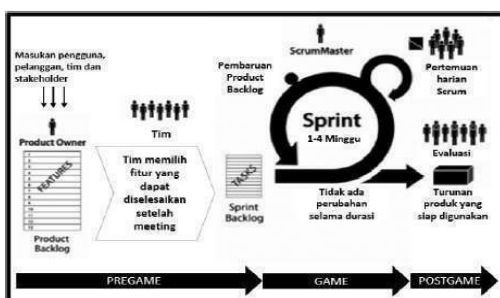 Masukan pengguna,
pelanggan, tim dan
stakeholder
Product Owner
FEATURES
Product
Backlog
Tim
Tim memilih
fitur yang
dapat
diselesaikan
setelah
meeting
Pembaruan
Product
Backlog
TASKS
Sprint
Backlog
ScrumMaster
Sprint
1-4 Minggu
Tidak ada
perubahan
selama durasi
Pertemuan
harian
Scrum
Evaluasi
Turunan
produk yang
siap digunakan
PREGAME
GAME
POSTGAME